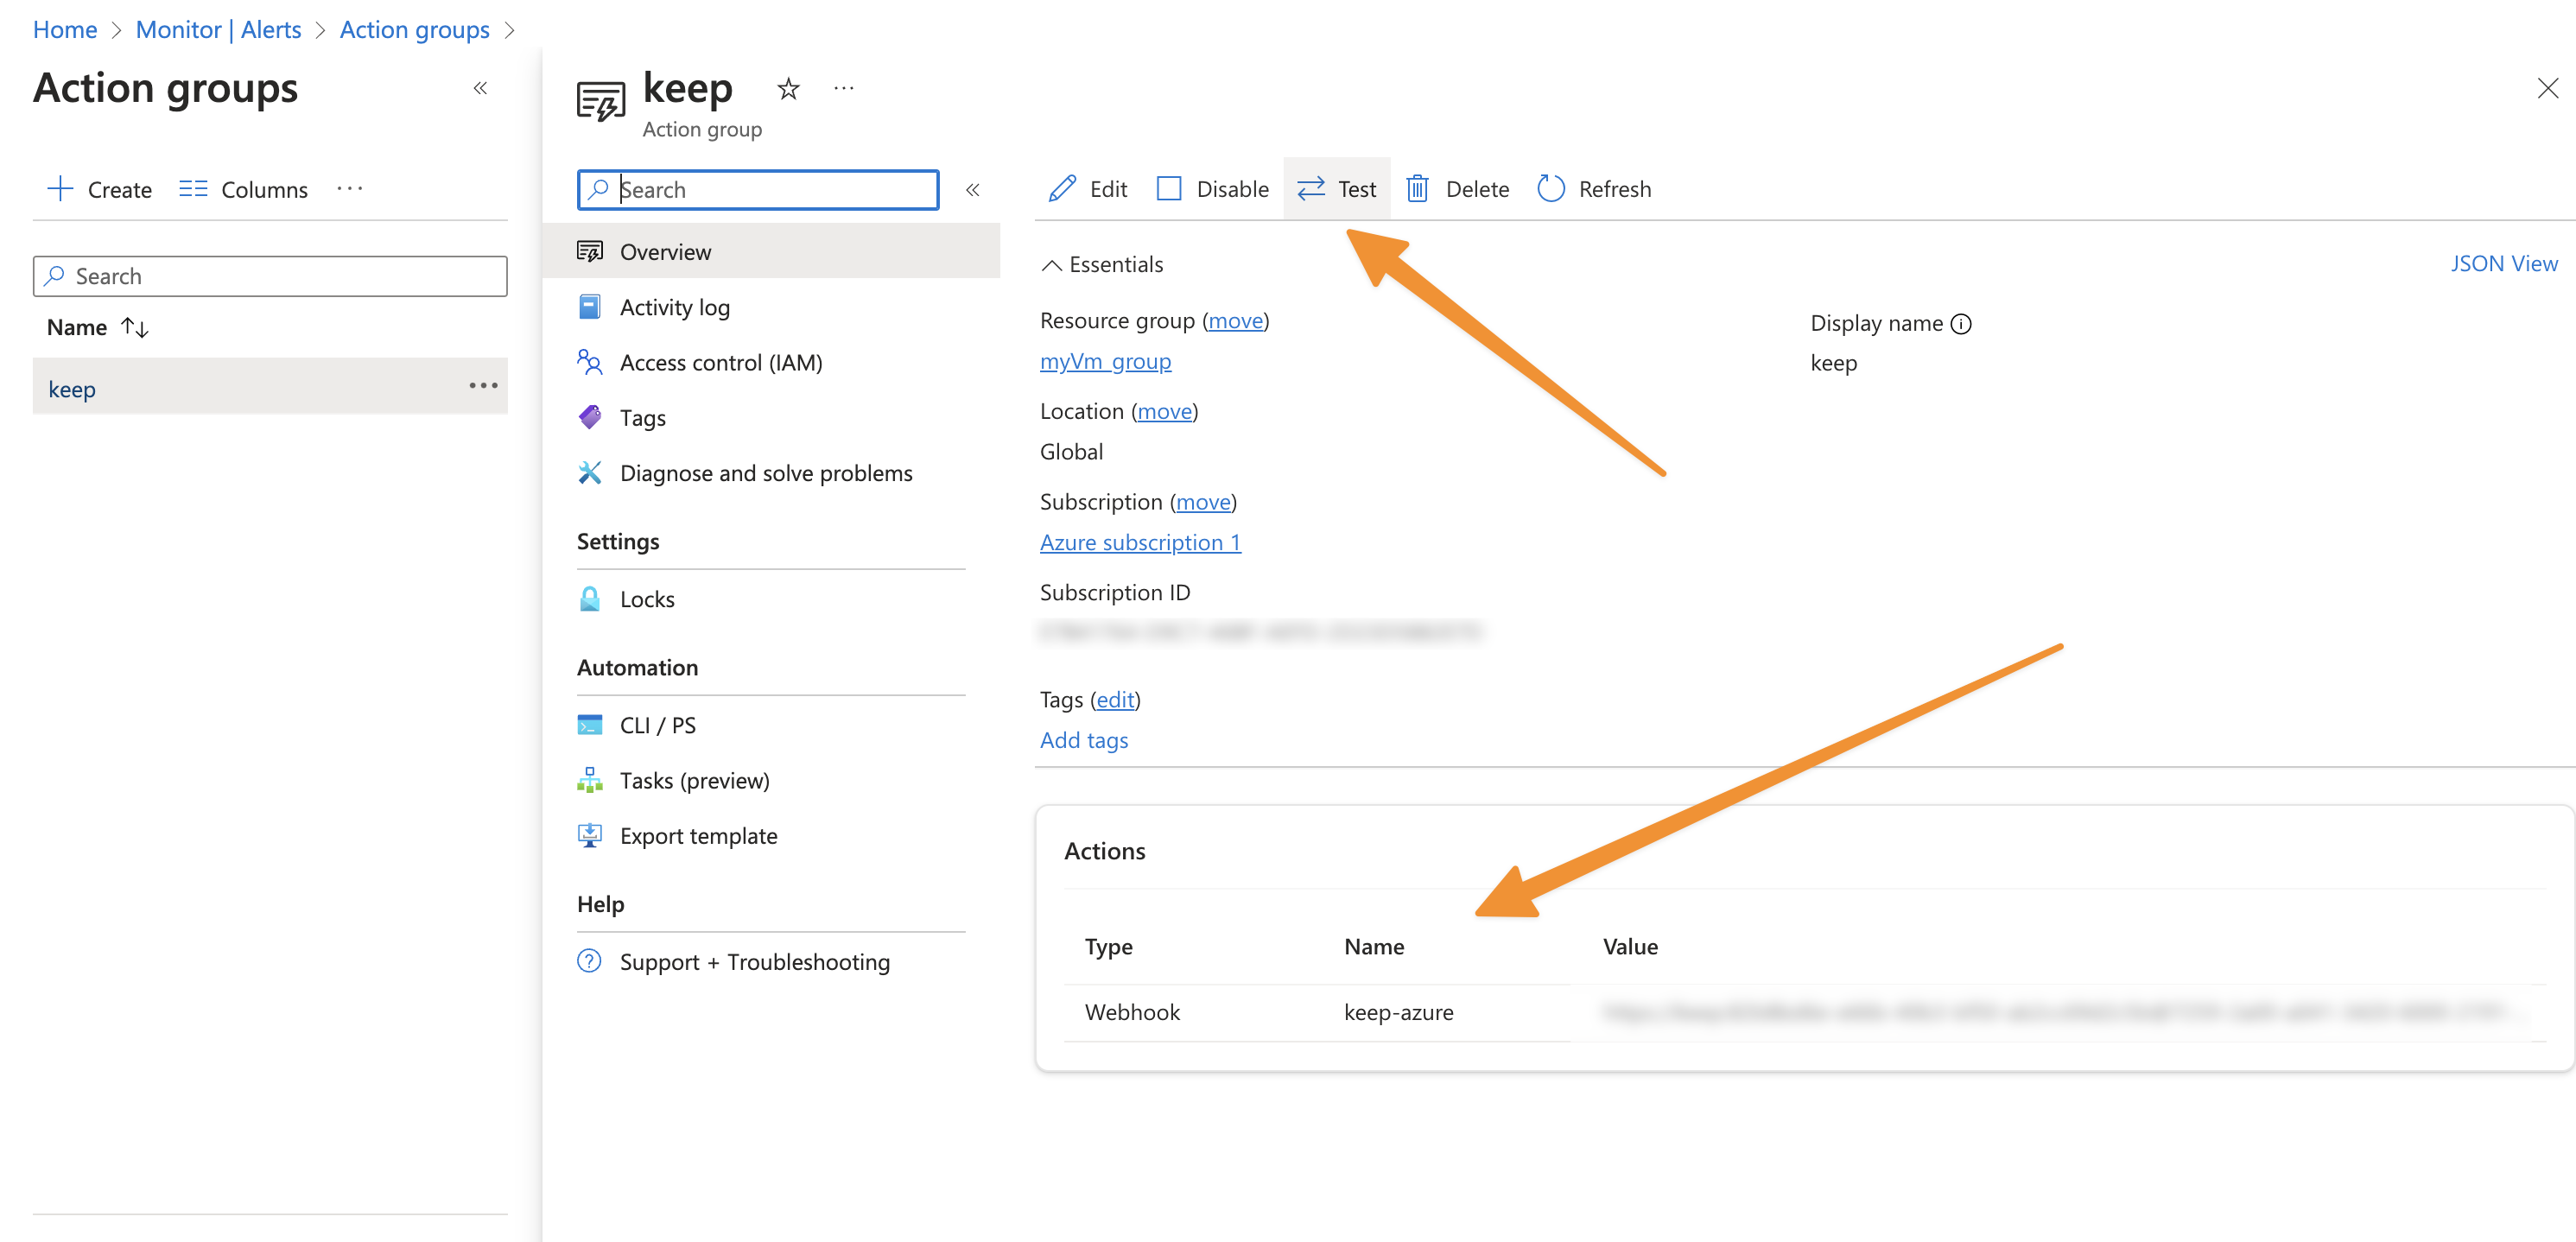 Home > Monitor | Alerts > Action groups >
Action groups «
+ Create Columns ...
Search
Name ↑↓
keep ...
keep ☆ ...
Action group
Search «
Overview
Activity log
Access control (IAM)
Tags
Diagnose and solve problems
Settings
Locks
Automation
CLI / PS
Tasks (preview)
Export template
Help
Support + Troubleshooting
Edit Disable Test Delete Refresh
Essentials
JSON View
Resource group (move)
myVm_group
Location (move)
Global
Subscription (move)
Azure subscription 1
Subscription ID
Tags (edit)
Add tags
Display name
keep
Actions
Type Name Value
Webhook keep-azure